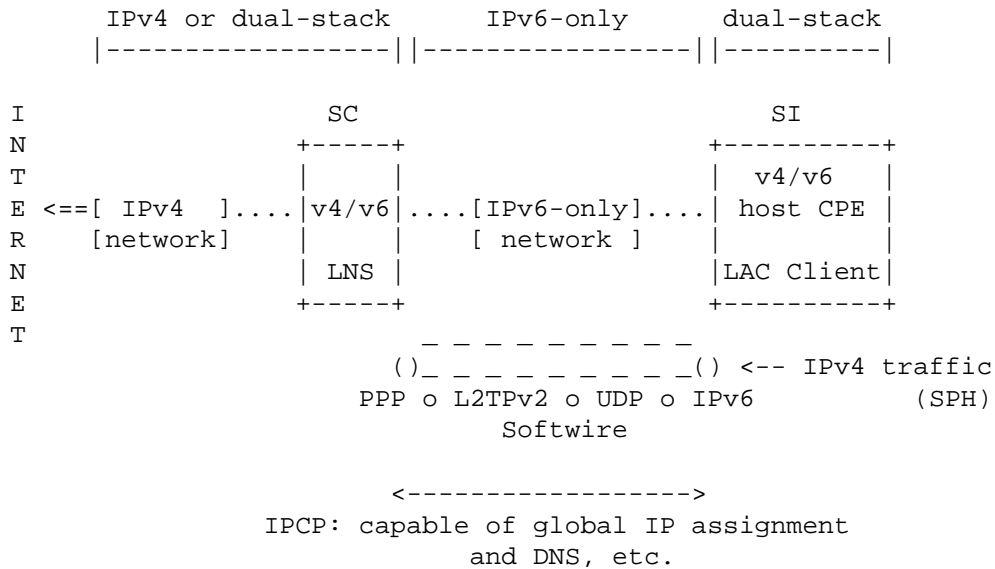 IPv4 or dual-stack IPv6-only dual-stack
|------------------||-----------------||----------|
I SC SI
N +-----+ +----------+
T | | | v4/v6 |
E <==[ IPv4 ]....|v4/v6|....[IPv6-only]....| host CPE |
R [network] | | [ network ] | |
N | LNS | |LAC Client|
E +-----+ +----------+
T _ _ _ _ _ _ _ _ _
()_ _ _ _ _ _ _ _ _() <-- IPv4 traffic
PPP o L2TPv2 o UDP o IPv6 (SPH)
Softwire
<------------------>
IPCP: capable of global IP assignment
and DNS, etc.